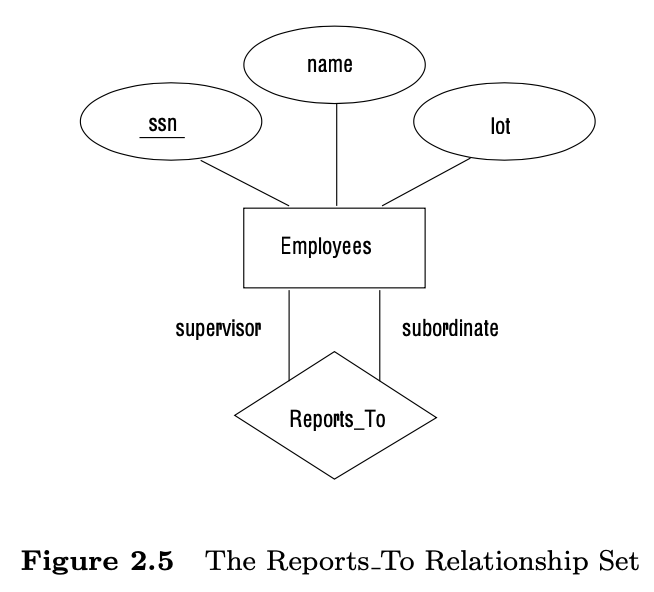 name
ssn
lot
Employees
supervisor
subordinate
Reports_To
Figure 2.5 The Reports_To Relationship Set